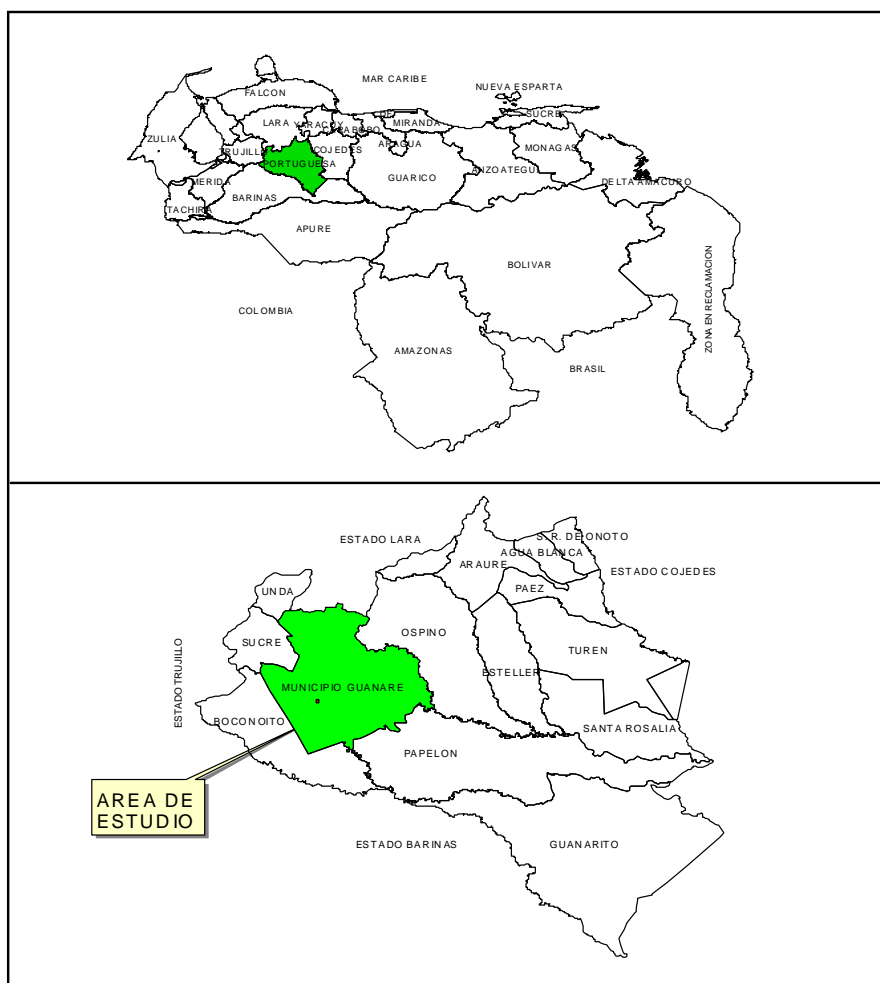 MAR CARIBE
NUEVA ESPARTA
FALCON
LARA
YARACUY
CARABOBO
MIRANDA
SUCRE
ZULIA
TRUJILLO
COJEDES
ARAGUA
MONAGAS
PORTUGUESA
ANZOATEGUI
GUARICO
MERIDA
DELTA AMACURO
BARINAS
TACHIRA
APURE
BOLIVAR
ZONA EN RECLAMACION
COLOMBIA
AMAZONAS
BRASIL
S. R. DE ONOTO
ESTADO LARA
AGUA BLANCA
ARAURE
ESTADO COJEDES
UNDA
PAEZ
OSPINO
SUCRE
TUREN
ESTELLER
ESTADO TRUJILLO
MUNICIPIO GUANARE
BOCONOITO
SANTA ROSALIA
PAPELON
AREA DE
ESTUDIO
ESTADO BARINAS
GUANARITO